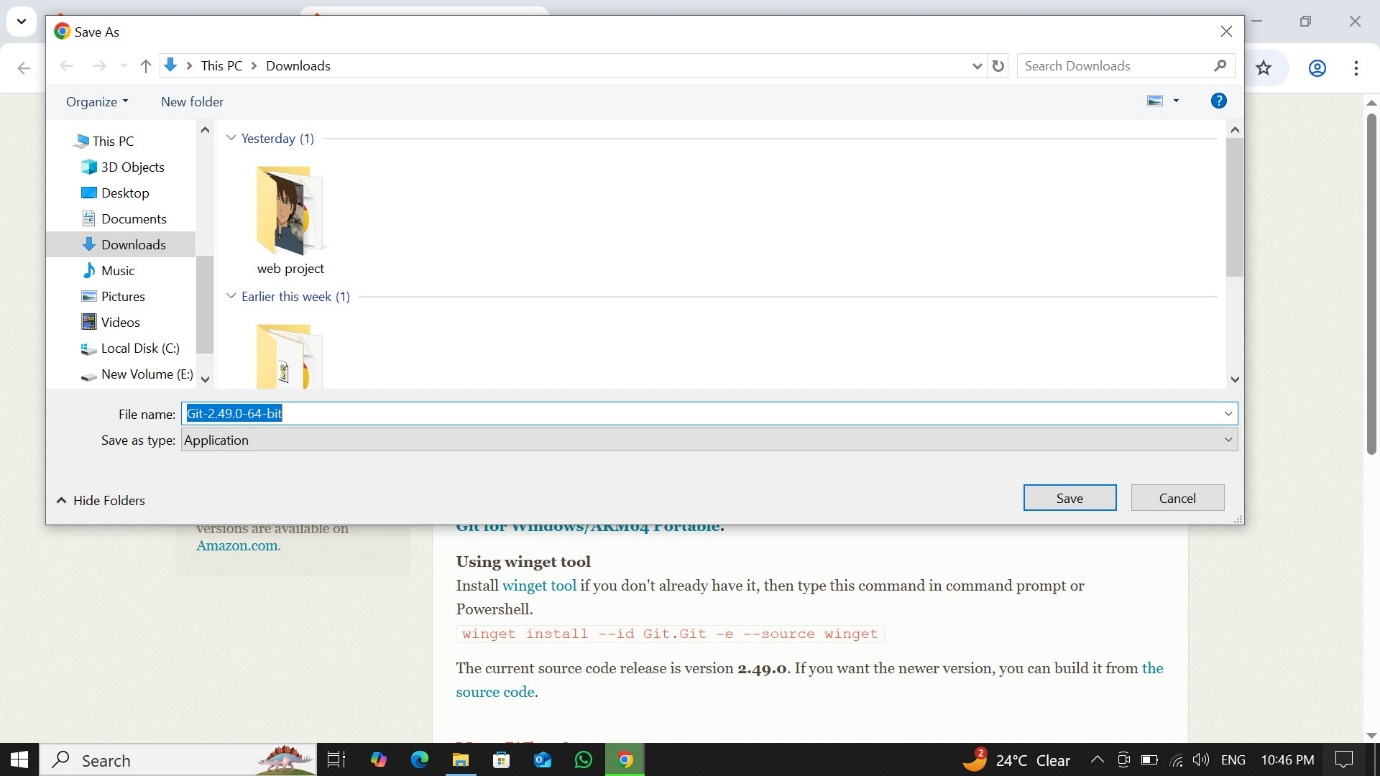 Save As
This PC > Downloads
Search Downloads
Organize
New folder
This PC
3D Objects
Desktop
Documents
Downloads
Music
Pictures
Videos
Local Disk (C:)
New Volume (E:)
Yesterday (1)
web project
Earlier this week (1)
File name: Git-2.49.0-64-bit
Save as type: Application
Hide Folders
Save
Cancel
versions are available on
Amazon.com.
Git for Windows/ARM64 Portable.
Using winget tool
Install winget tool if you don't already have it, then type this command in command prompt or
Powershell.
winget install --id Git.Git -e --source winget
The current source code release is version 2.49.0. If you want the newer version, you can build it from the
source code.
Search
2
24°C Clear
ENG
10:46 PM